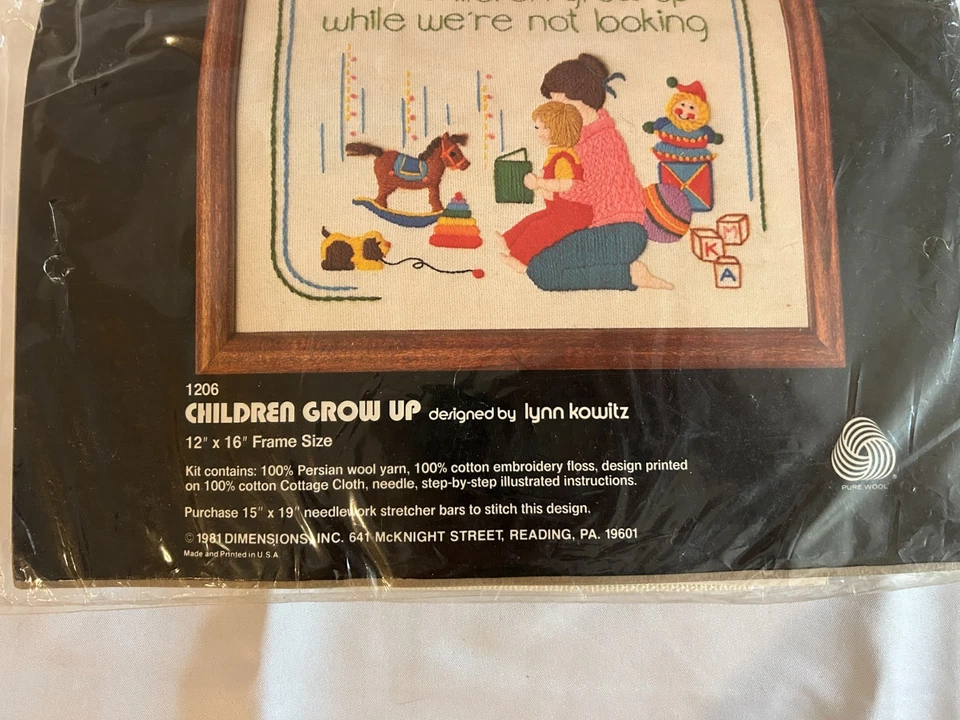 while we're not looking
M
K
A
1206
CHILDREN GROW UP designed by lynn kowitz
12" x 16" Frame Size
Kit contains: 100% Persian wool yarn, 100% cotton embroidery floss, design printed
on 100% cotton Cottage Cloth, needle, step-by-step illustrated instructions.
Purchase 15" x 19" needlework stretcher bars to stitch this design.
© 1981 DIMENSIONS, INC. 641 McKNIGHT STREET, READING, PA. 19601
Made and Printed in U.S.A.
PURE WOOL
®